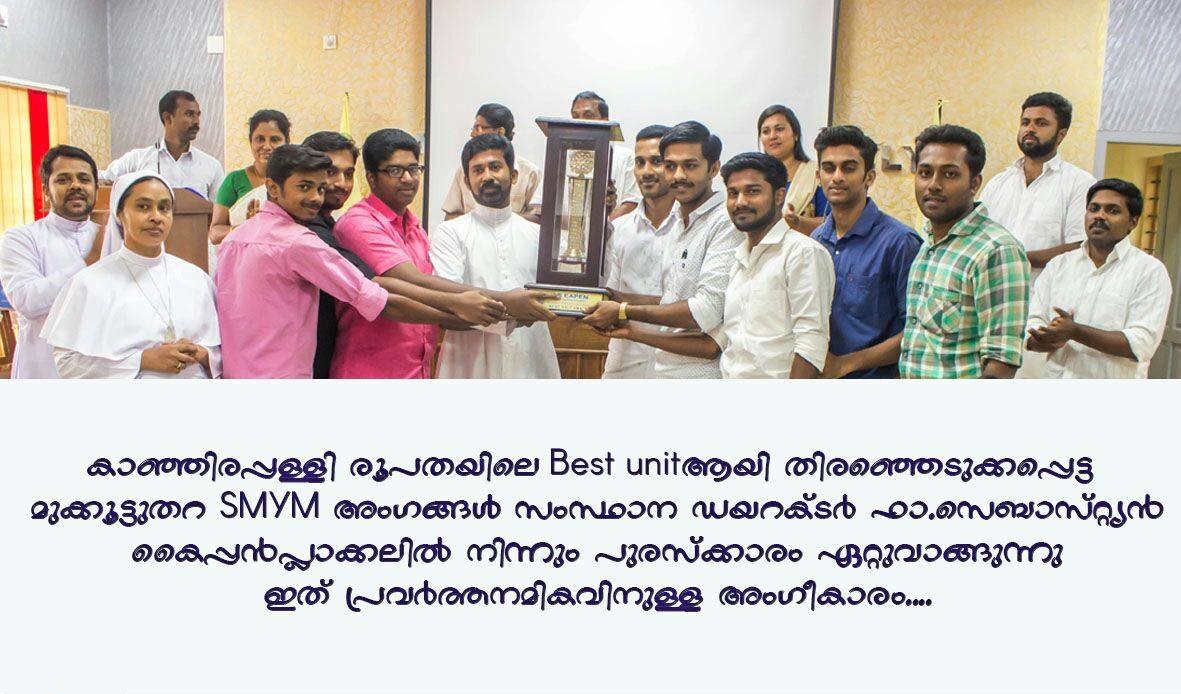 EAPEN
കാഞ്ഞിരപ്പള്ളി രൂപതയിലെ Best unitആയി തിരഞ്ഞെടുക്കപ്പെട്ട
മുക്കൂട്ടുതറ SMYM അംഗങ്ങൾ സംസ്ഥാന ഡയറക്ടർ ഫാ.സെബാസ്റ്റ്യൻ
കൈപ്പൻപ്ലാക്കലിൽ നിന്നും പുരസ്ക്കാരം ഏറ്റുവാങ്ങുന്നു
ഇത് പ്രവർത്തനമികവിനുള്ള അംഗീകാരം....